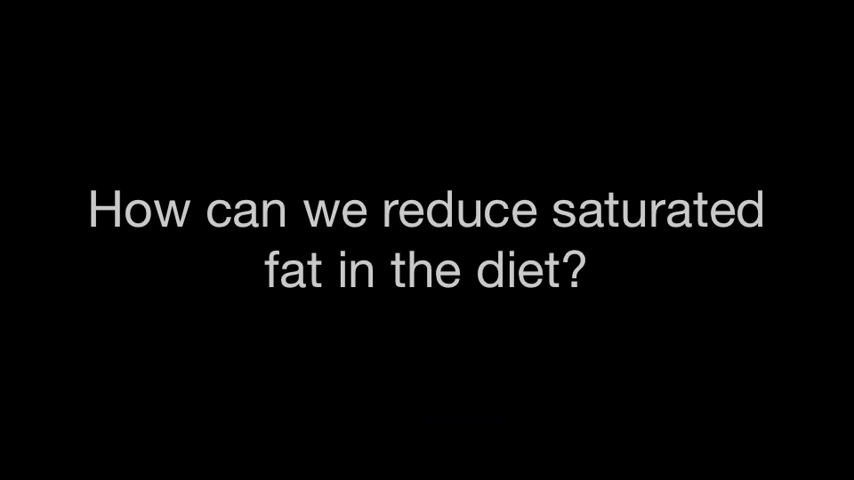 How can we reduce saturated
fat in the diet?